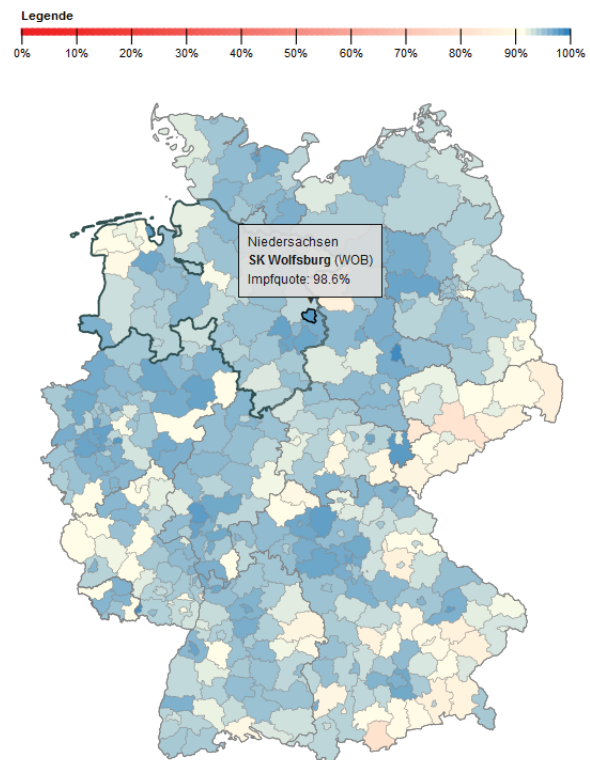 Legende
0% 10% 20% 30% 40% 50% 60% 70% 80% 90% 100%
Niedersachsen
SK Wolfsburg (WOB)
Impfquote: 98.6%